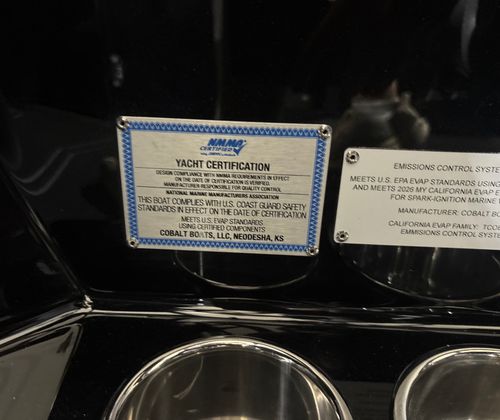 NMMA
CERTIFIED
YACHT CERTIFICATION
DESIGN COMPLIANCE WITH NMMA REQUIREMENTS IN EFFECT
ON THE DATE OF CERTIFICATION IS VERIFIED.
MANUFACTURER RESPONSIBLE FOR QUALITY CONTROL
NATIONAL MARINE MANUFACTURERS ASSOCIATION
THIS BOAT COMPLIES WITH U.S. COAST GUARD SAFETY
STANDARDS IN EFFECT ON THE DATE OF CERTIFICATION
MEETS U.S. EVAP STANDARDS
USING CERTIFIED COMPONENTS
COBALT BOATS, LLC, NEODESHA, KS
EMISSIONS CONTROL SYSTE
MEETS U.S. EPA EVAP STANDARDS USIN
AND MEETS 2026 MY CALIFORNIA EVAP E
FOR SPARK-IGNITION MARINE
MANUFACTURER: COBALT B
CALIFORNIA EVAP FAMILY: TCOB
EMMISIONS CONTROL SYSTE